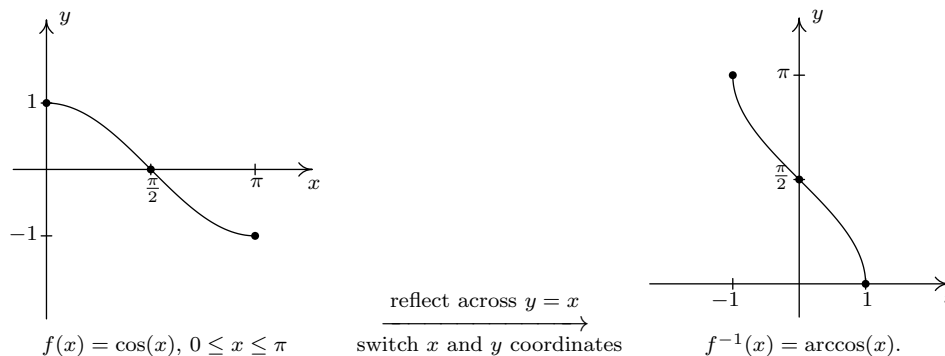 y
1
π/2
π
x
−1
f(x) = cos(x), 0 ≤ x ≤ π
reflect across y = x
switch x and y coordinates
y
π
π/2
−1
1
f⁻¹(x) = arccos(x).